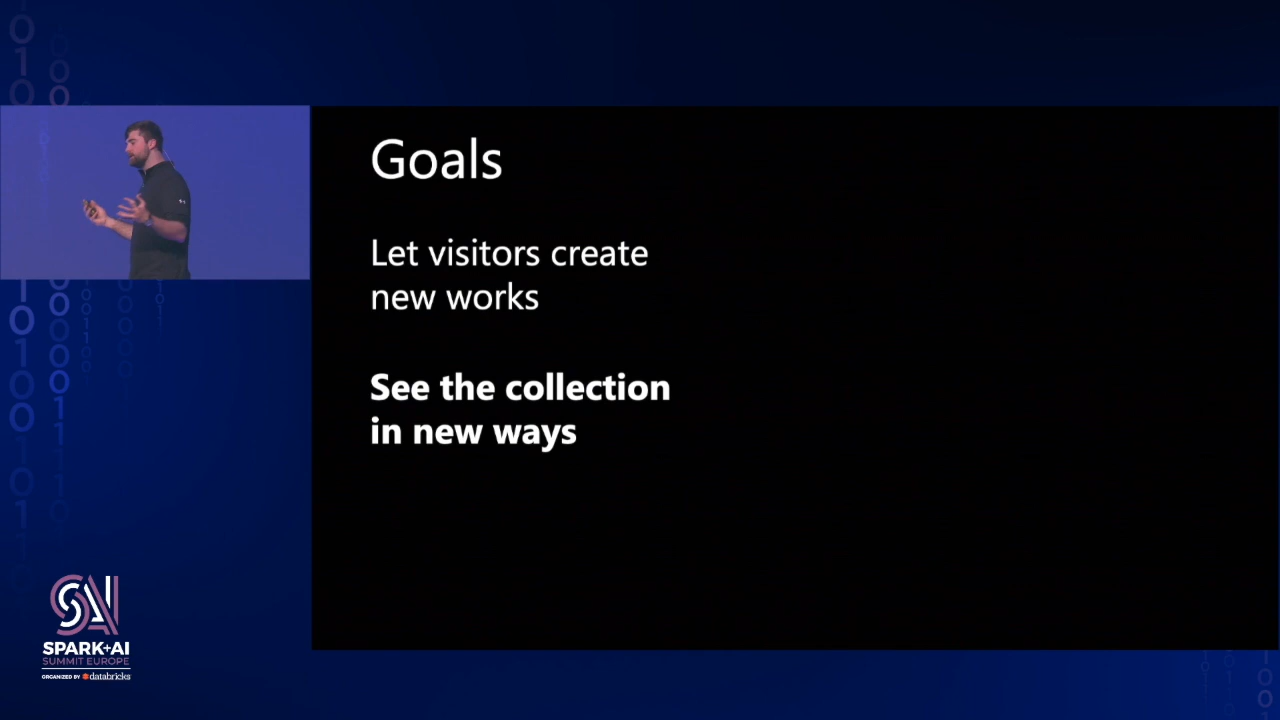 Goals
Let visitors create
new works
See the collection
in new ways
SPARK+AI
SUMMIT EUROPE
ORGANIZED BY databricks